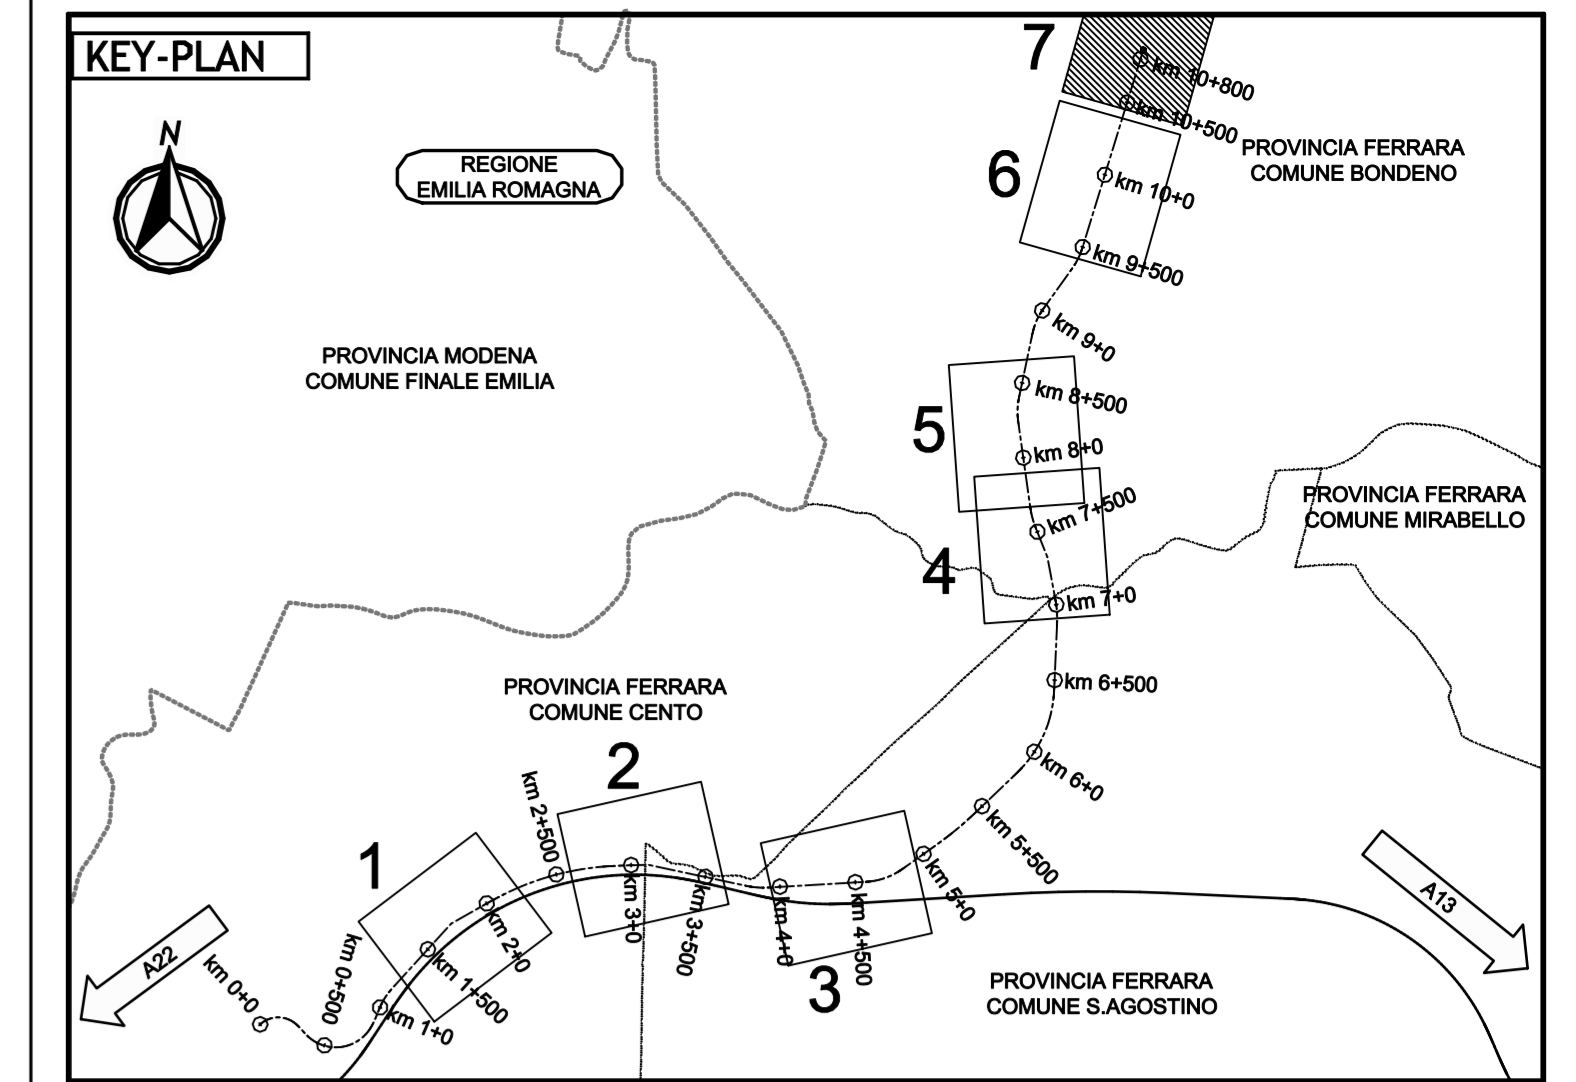 KEY-PLAN
N
REGIONE
EMILIA ROMAGNA
7
km 10+800
km 10+500
PROVINCIA FERRARA
COMUNE BONDENO
6
km 10+0
km 9+500
km 9+0
PROVINCIA MODENA
COMUNE FINALE EMILIA
km 8+500
5
km 8+0
km 7+500
PROVINCIA FERRARA
COMUNE MIRABELLO
4
km 7+0
km 6+500
PROVINCIA FERRARA
COMUNE CENTO
km 6+0
2
km 2+500
km 5+500
1
km 3+0
km 3+500
km 4+0
km 4+500
km 5+0
A13
km 2+0
A22
km 0+0
km 0+500
km 1+500
km 1+0
3
PROVINCIA FERRARA
COMUNE S.AGOSTINO